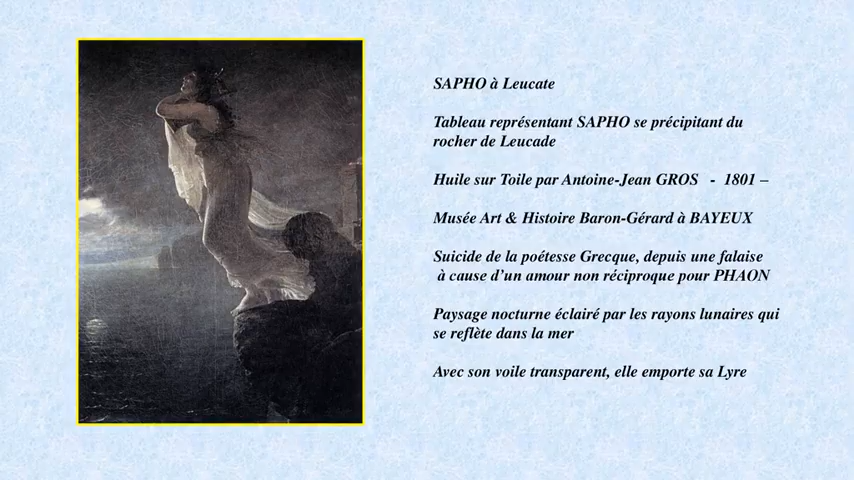 SAPHO à Leucate
Tableau représentant SAPHO se précipitant du
rocher de Leucade
Huile sur Toile par Antoine-Jean GROS - 1801 –
Musée Art & Histoire Baron-Gérard à BAYEUX
Suicide de la poétesse Grecque, depuis une falaise
à cause d’un amour non réciproque pour PHAON
Paysage nocturne éclairé par les rayons lunaires qui
se reflète dans la mer
Avec son voile transparent, elle emporte sa Lyre